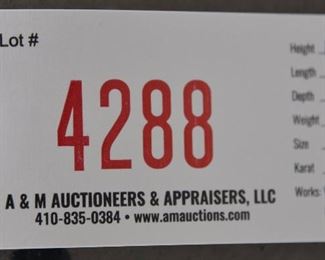 Lot #
4288
A & M AUCTIONEERS & APPRAISERS, LLC
410-835-0384 • www.amauctions.com
Height
Length
Depth
Weight
Size
Karat
Works: